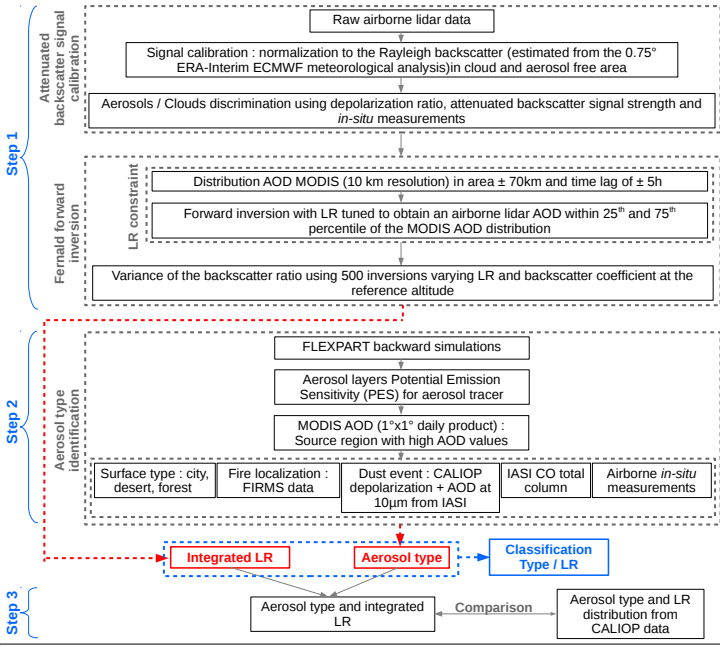 Raw airborne lidar data
Signal calibration : normalization to the Rayleigh backscatter (estimated from the 0.75°
ERA-Interim ECMWF meteorological analysis)in cloud and aerosol free area
Aerosols / Clouds discrimination using depolarization ratio, attenuated backscatter signal strength and
in-situ measurements
Attenuated
backscatter signal
calibration
Step 1
Fernald forward
inversion
LR constraint
Distribution AOD MODIS (10 km resolution) in area ± 70km and time lag of ± 5h
Forward inversion with LR tuned to obtain an airborne lidar AOD within 25th and 75th
percentile of the MODIS AOD distribution
Variance of the backscatter ratio using 500 inversions varying LR and backscatter coefficient at the
reference altitude
Step 2
Aerosol type
identification
FLEXPART backward simulations
Aerosol layers Potential Emission
Sensitivity (PES) for aerosol tracer
MODIS AOD (1°x1° daily product) :
Source region with high AOD values
Surface type : city,
desert, forest
Fire localization :
FIRMS data
Dust event : CALIOP
depolarization + AOD at
10µm from IASI
IASI CO total
column
Airborne in-situ
measurements
Integrated LR
Aerosol type
Classification
Type / LR
Step 3
Aerosol type and integrated
LR
Comparison
Aerosol type and LR
distribution from
CALIOP data